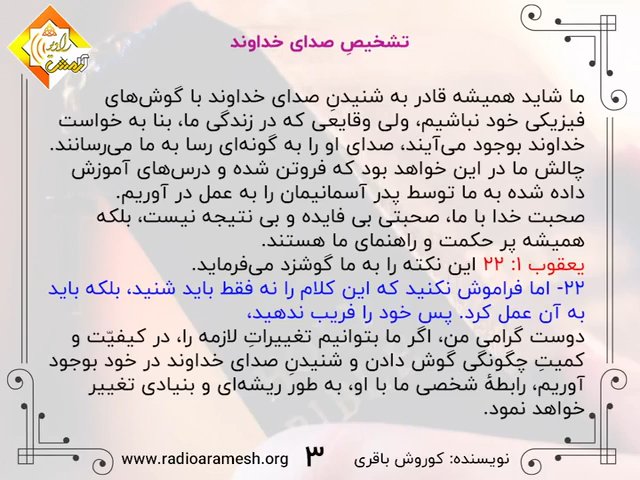 رادیو
آرامش
تشخیصِ صدای خداوند
ما شاید همیشه قادر به شنیدنِ صدای خداوند با گوش‌های
فیزیکی خود نباشیم، ولی وقایعی که در زندگی ما، بنا به خواست
خداوند بوجود می‌آیند، صدای او را به گونه‌ای رسا به ما می‌رسانند.
چالش ما در این خواهد بود که فروتن شده و درس‌های آموزش
داده شده به ما توسط پدر آسمانیمان را به عمل در آوریم.
صحبت خدا با ما، صحبتی بی فایده و بی نتیجه نیست، بلکه
همیشه پر حکمت و راهنمای ما هستند.
یعقوب ۱: ۲۲ این نکته را به ما گوشزد می‌فرماید.
۲۲- اما فراموش نکنید که این کلام را نه فقط باید شنید، بلکه باید
به آن عمل کرد. پس خود را فریب ندهید،
دوست گرامی من، اگر ما بتوانیم تغییراتِ لازمه را، در کیفیّت و
کمیتِ چگونگی گوش دادن و شنیدنِ صدای خداوند در خود بوجود
آوریم، رابطهٔ شخصی ما با او، به طور ریشه‌ای و بنیادی تغییر
خواهد نمود.
نویسنده: کوروش باقری ۳ www.radioaramesh.org